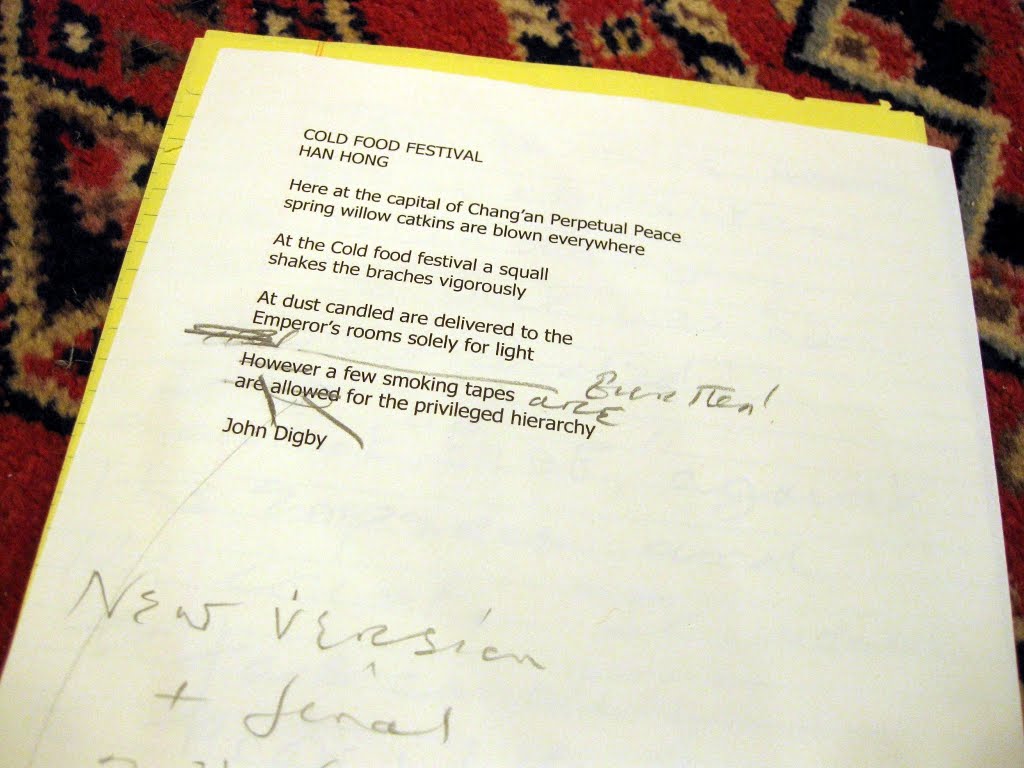 COLD FOOD FESTIVAL
HAN HONG
Here at the capital of Chang'an Perpetual Peace
spring willow catkins are blown everywhere
At the Cold food festival a squall
shakes the braches vigorously
At dust candled are delivered to the
Emperor's rooms solely for light
However a few smoking tapes
are
Even then!
are allowed for the privileged hierarchy
John Digby
New version
+ final